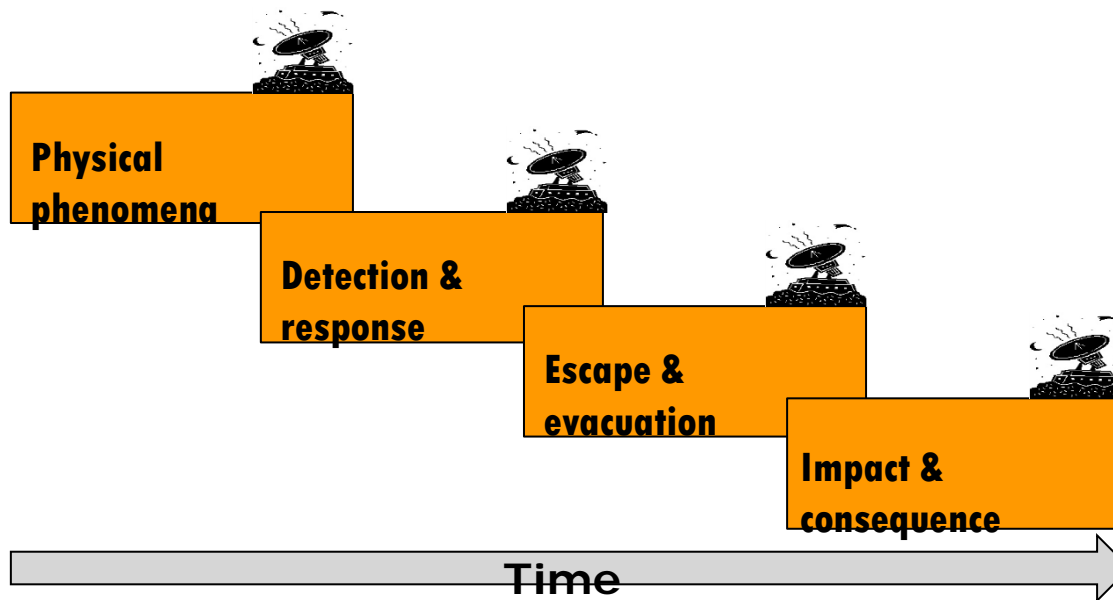 Physical
phenomena
Detection &
response
Escape &
evacuation
Impact &
consequence
Time